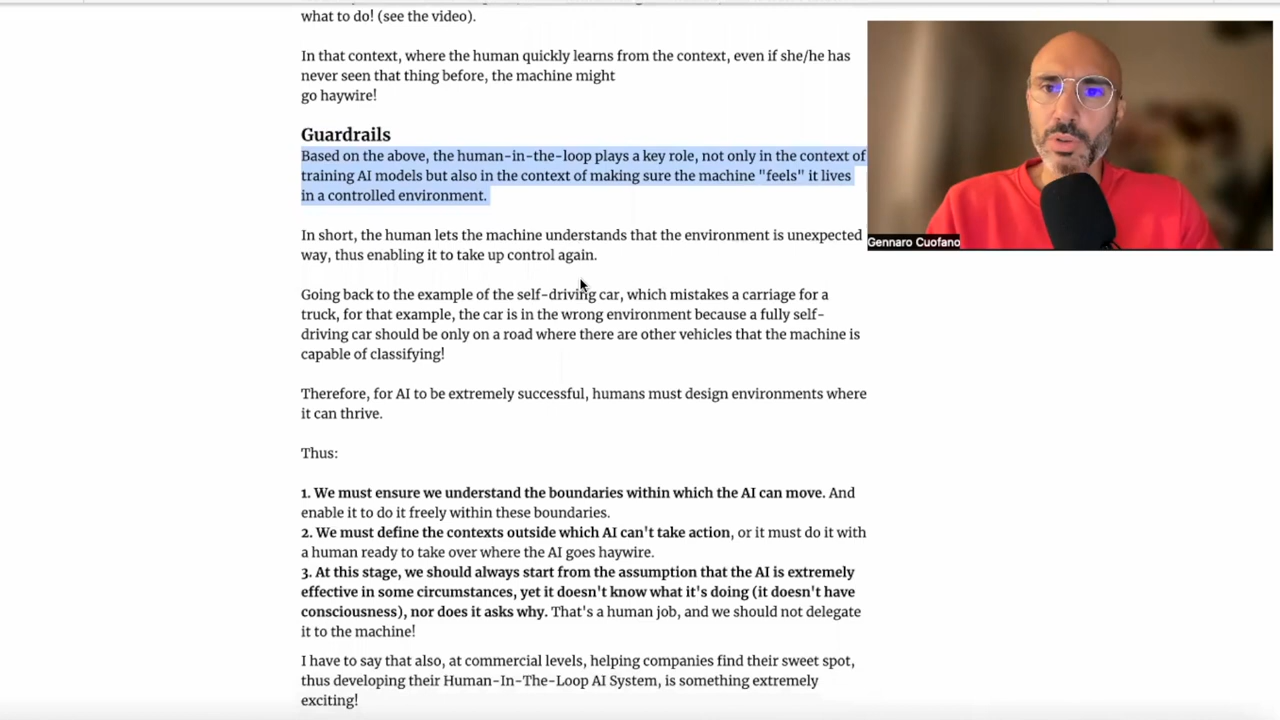 what to do! (see the video).
In that context, where the human quickly learns from the context, even if she/he has
never seen that thing before, the machine might
go haywire!
Guardrails
Based on the above, the human-in-the-loop plays a key role, not only in the context of
training AI models but also in the context of making sure the machine "feels" it lives
in a controlled environment.
In short, the human lets the machine understands that the environment is unexpected
way, thus enabling it to take up control again.
Going back to the example of the self-driving car, which mistakes a carriage for a
truck, for that example, the car is in the wrong environment because a fully self-
driving car should be only on a road where there are other vehicles that the machine is
capable of classifying!
Therefore, for AI to be extremely successful, humans must design environments where
it can thrive.
Thus:
1. We must ensure we understand the boundaries within which the AI can move. And
enable it to do it freely within these boundaries.
2. We must define the contexts outside which AI can't take action, or it must do it with
a human ready to take over where the AI goes haywire.
3. At this stage, we should always start from the assumption that the AI is extremely
effective in some circumstances, yet it doesn't know what it's doing (it doesn't have
consciousness), nor does it asks why. That's a human job, and we should not delegate
it to the machine!
I have to say that also, at commercial levels, helping companies find their sweet spot,
thus developing their Human-In-The-Loop AI System, is something extremely
exciting!
Gennaro Cuofano